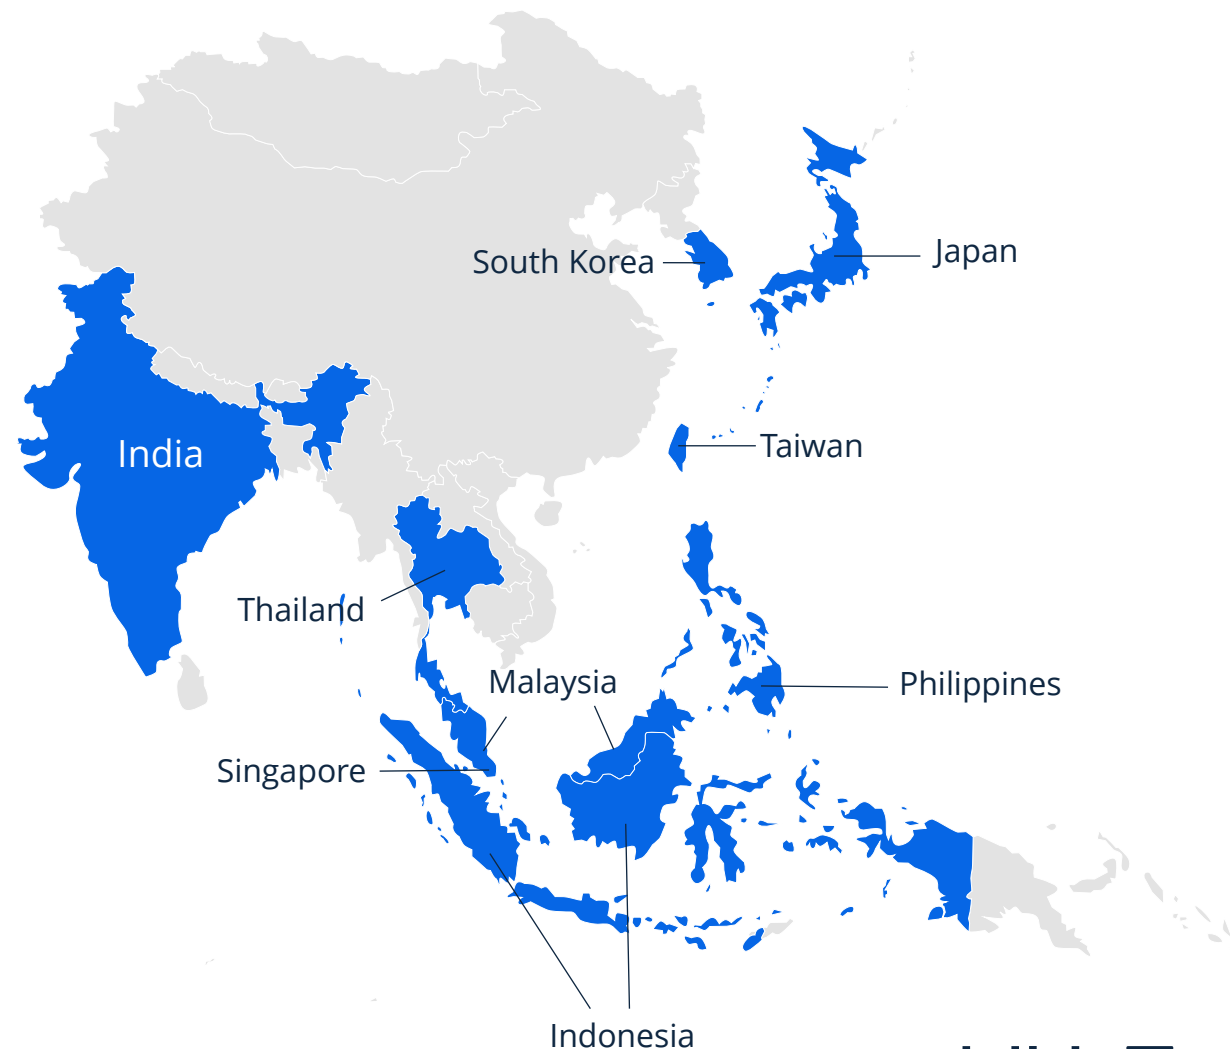 South Korea
Japan
India
Taiwan
Thailand
Malaysia
Philippines
Singapore
Indonesia